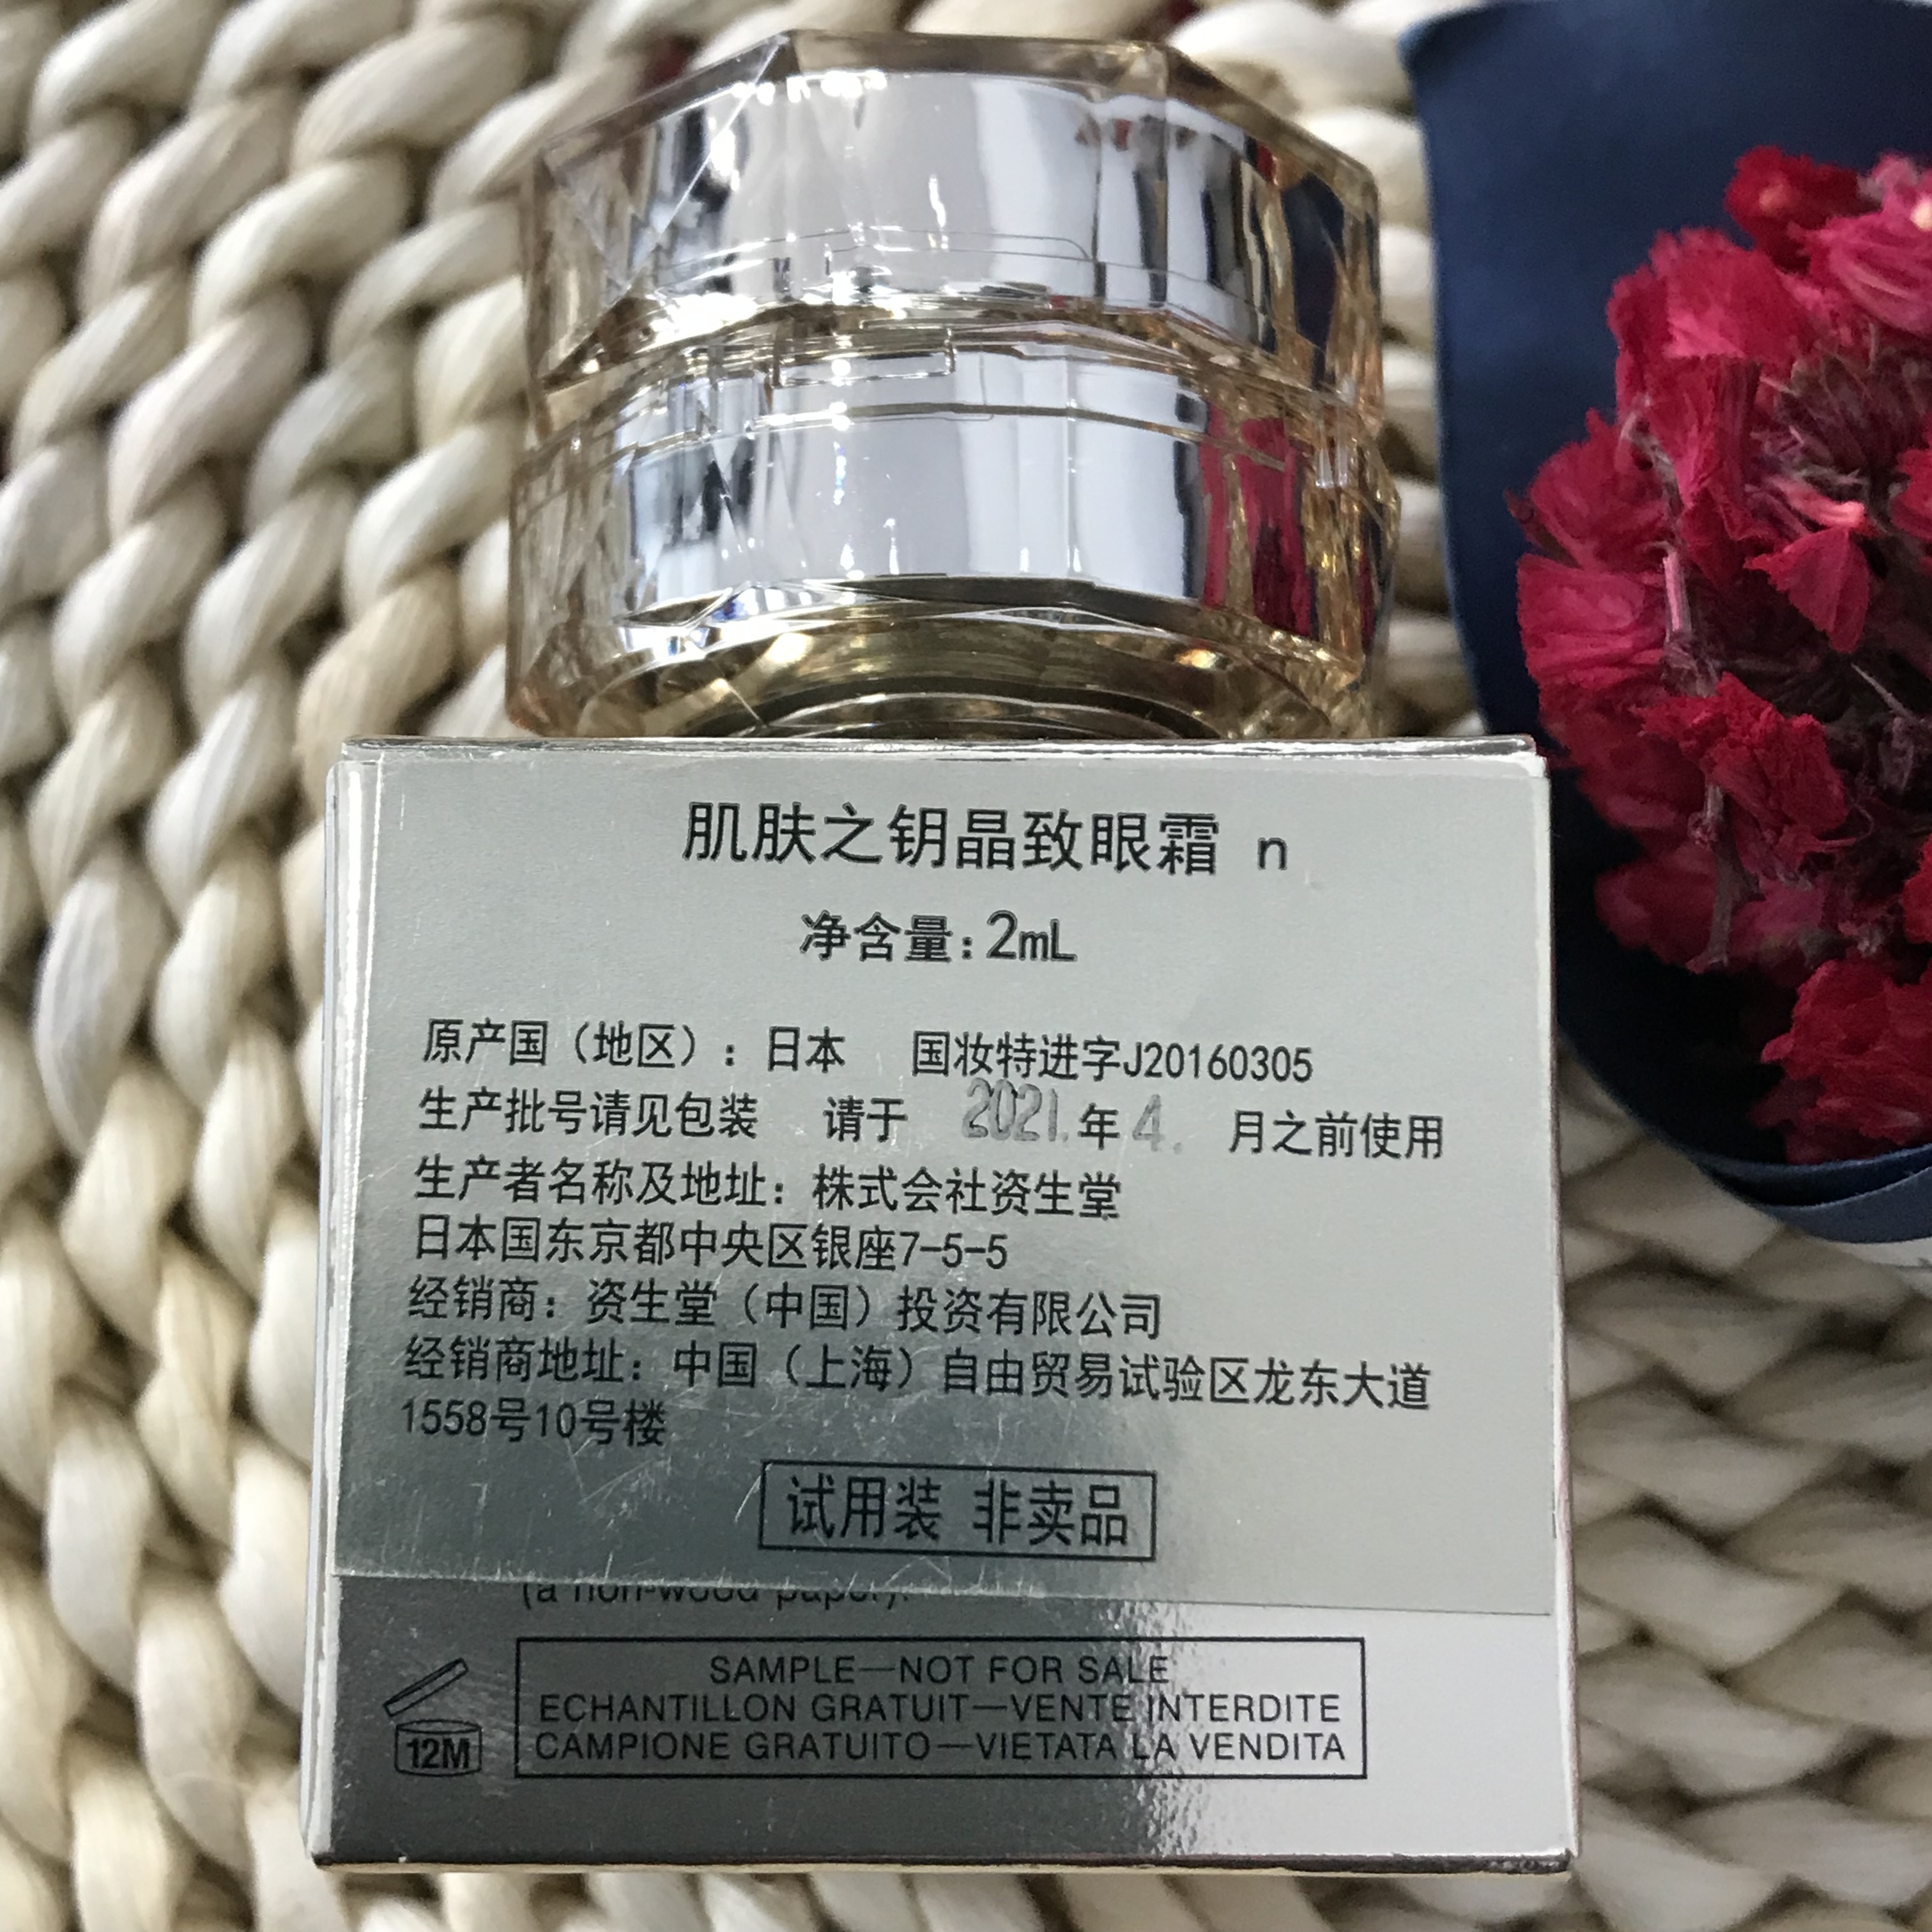 肌肤之钥晶致眼霜 n
净含量:2mL
原产国（地区）：日本 国妆特进字J20160305
生产批号请见包装 请于 2021.年4. 月之前使用
生产者名称及地址：株式会社资生堂
日本国东京都中央区银座7-5-5
经销商：资生堂（中国）投资有限公司
经销商地址：中国（上海）自由贸易试验区龙东大道
1558号10号楼
试用装 非卖品
(a non-wood paper).
SAMPLE—NOT FOR SALE
ECHANTILLON GRATUIT—VENTE INTERDITE
CAMPIONE GRATUITO—VIETATA LA VENDITA
12M